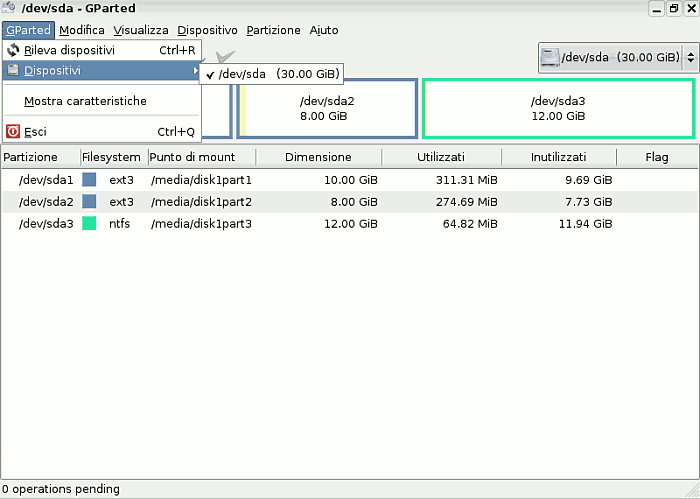 /dev/sda - GParted
GParted Modifica Visualizza Dispositivo Partizione Aiuto
Rileva dispositivi Ctrl+R
Dispositivi
/dev/sda (30.00 GiB)
Mostra caratteristiche
Esci Ctrl+Q
/dev/sda (30.00 GiB)
/dev/sda2
8.00 GiB
/dev/sda3
12.00 GiB
Partizione Filesystem Punto di mount Dimensione Utilizzati Inutilizzati Flag
/dev/sda1 ext3 /media/disk1part1 10.00 GiB 311.31 MiB 9.69 GiB
/dev/sda2 ext3 /media/disk1part2 8.00 GiB 274.69 MiB 7.73 GiB
/dev/sda3 ntfs /media/disk1part3 12.00 GiB 64.82 MiB 11.94 GiB
0 operations pending